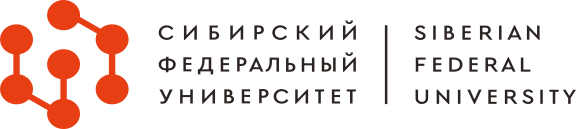 СИБИРСКИЙ
ФЕДЕРАЛЬНЫЙ
УНИВЕРСИТЕТ
SIBERIAN
FEDERAL
UNIVERSITY